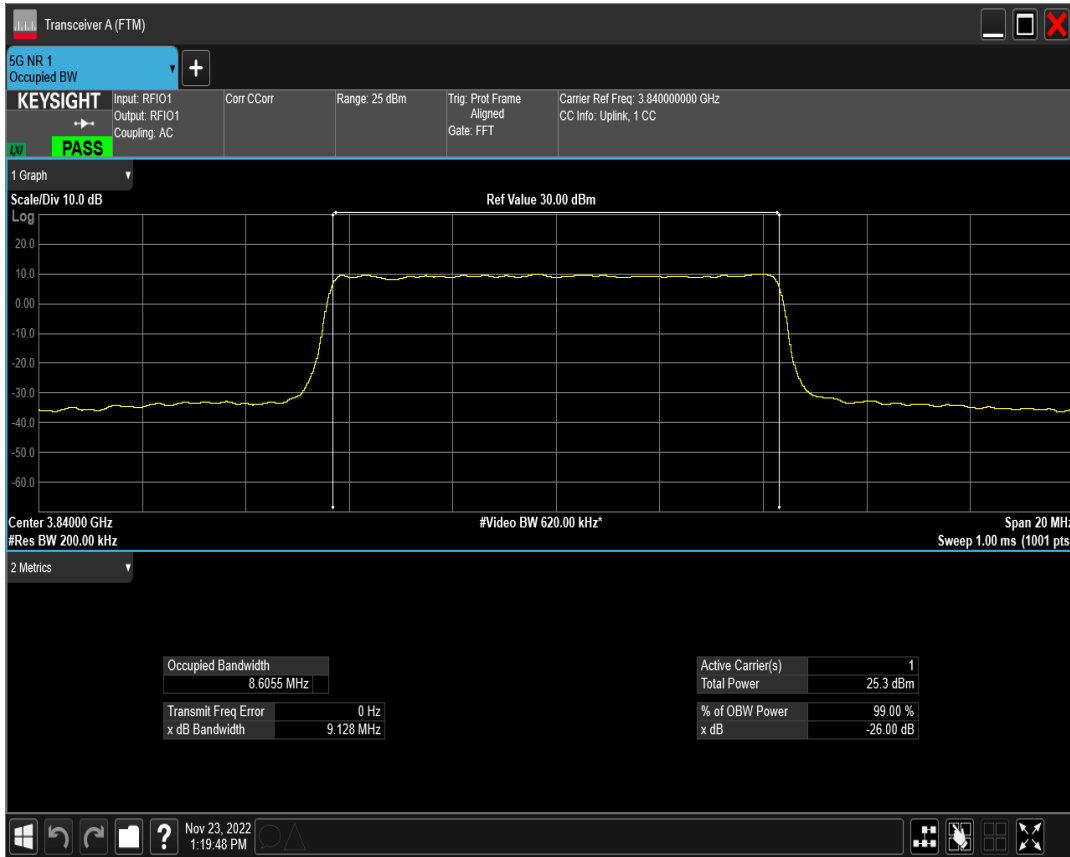 Transceiver A (FTM)
5G NR 1
Occupied BW
+
KEYSIGHT
LXI
PASS
Input: RFIO1
Output: RFIO1
Coupling: AC
Corr CCorr
Range: 25 dBm
Trig: Prot Frame
Aligned
Gate: FFT
Carrier Ref Freq: 3.840000000 GHz
CC Info: Uplink, 1 CC
1 Graph
Scale/Div 10.0 dB
Ref Value 30.00 dBm
Log
20.0
10.0
0.00
-10.0
-20.0
-30.0
-40.0
-50.0
-60.0
Center 3.84000 GHz
#Video BW 620.00 kHz*
Span 20 MHz
#Res BW 200.00 kHz
Sweep 1.00 ms (1001 pts
2 Metrics
Occupied Bandwidth
8.6055 MHz
Transmit Freq Error 0 Hz
x dB Bandwidth 9.128 MHz
Active Carrier(s) 1
Total Power 25.3 dBm
% of OBW Power 99.00 %
x dB -26.00 dB
?
Nov 23, 2022
1:19:48 PM